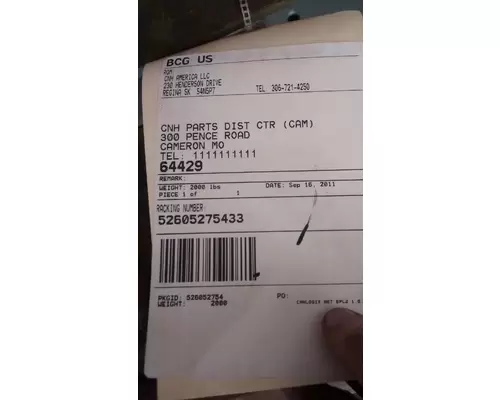 BCG US
CNH AMERICA LLC
230 HENDERSON DRIVE
REGINA SK S4N5P7
TEL 306-721-4250
CNH PARTS DIST CTR (CAM)
300 PENCE ROAD
CAMERON MO
TEL: 1111111111
64429
REMARK:
WEIGHT: 2000 lbs DATE: Sep 16, 2011
PIECE 1 of 1
RACKING NUMBER:
52605275433
PKGID: 526052754 PO:
WEIGHT: 2000